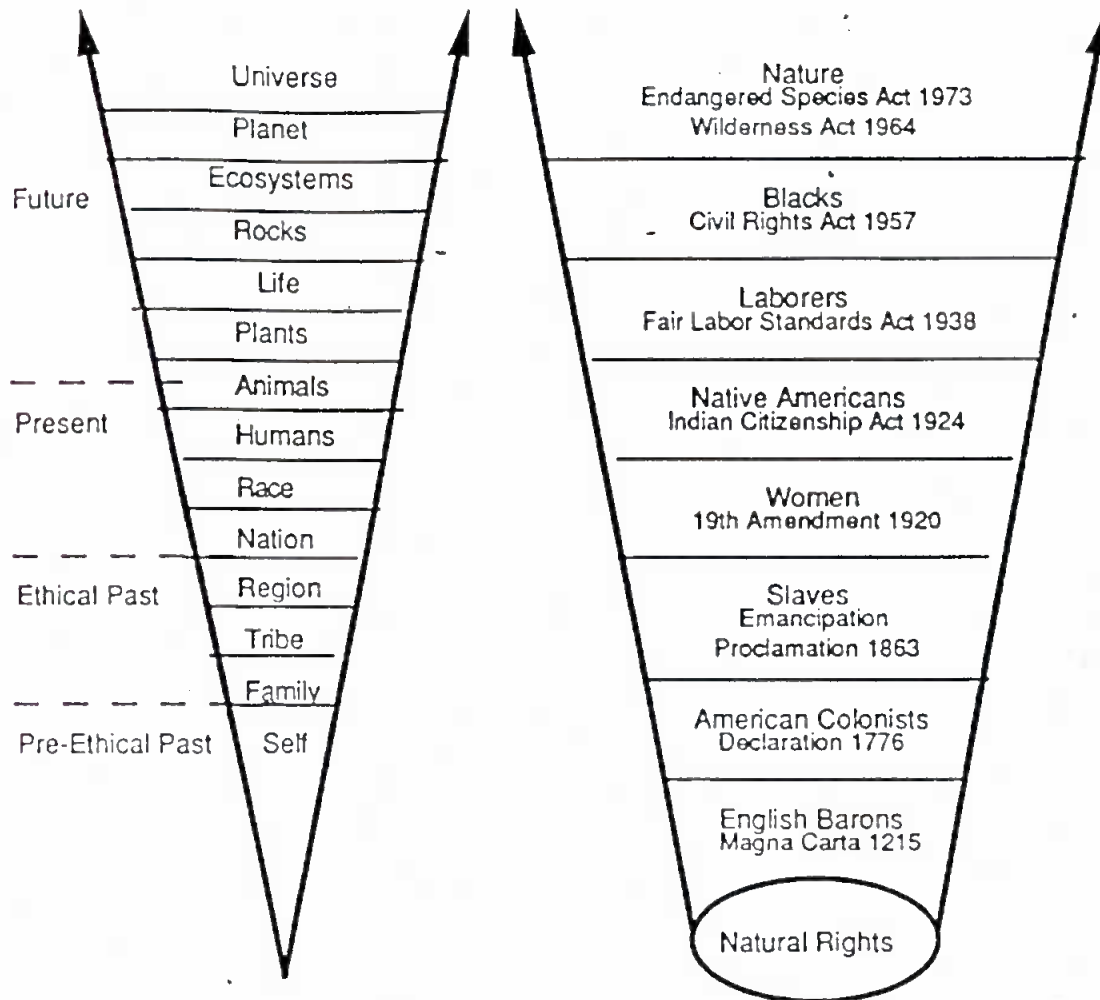 Universe
Planet
Ecosystems
Rocks
Life
Plants
Animals
Humans
Race
Nation
Region
Tribe
Family
Self
Future
Present
Ethical Past
Pre-Ethical Past
Nature
Endangered Species Act 1973
Wilderness Act 1964
Blacks
Civil Rights Act 1957
Laborers
Fair Labor Standards Act 1938
Native Americans
Indian Citizenship Act 1924
Women
19th Amendment 1920
Slaves
Emancipation
Proclamation 1863
American Colonists
Declaration 1776
English Barons
Magna Carta 1215
Natural Rights